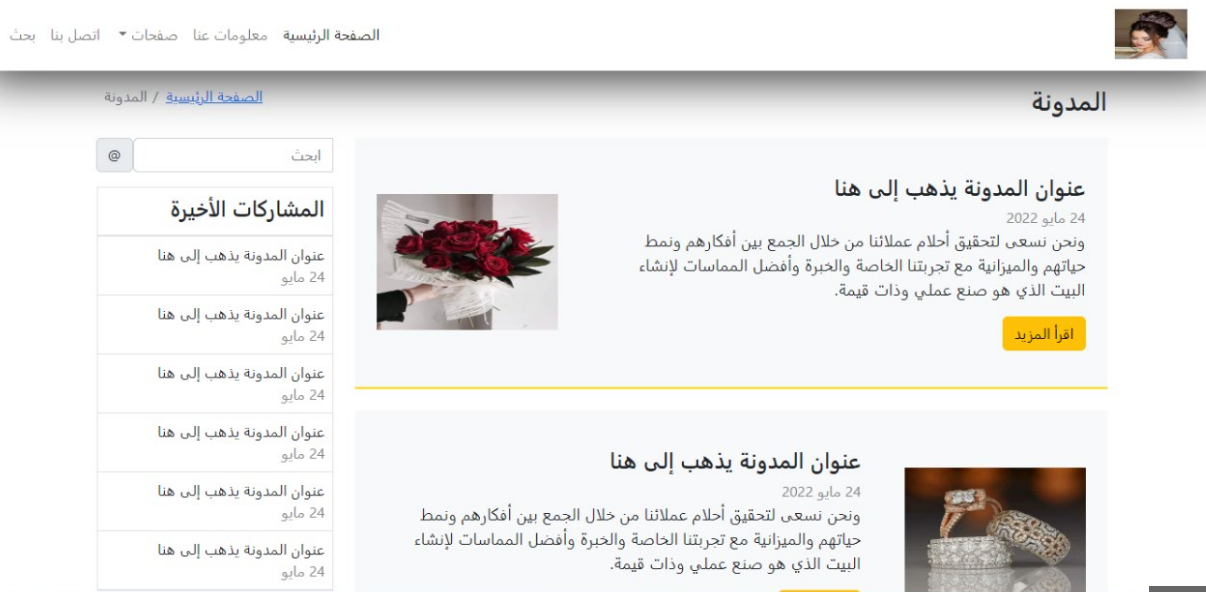 الصفحة الرئيسية معلومات عنا صفحات اتصل بنا بحث
المدونة
الصفحة الرئيسية / المدونة
عنوان المدونة يذهب إلى هنا
24 مايو 2022
ونحن نسعى لتحقيق أحلام عملائنا من خلال الجمع بين أفكارهم ونمط
حياتهم والميزانية مع تجربتنا الخاصة والخبرة وأفضل المماسات لإنشاء
البيت الذي هو صنع عملي وذات قيمة.
اقرأ المزيد
عنوان المدونة يذهب إلى هنا
24 مايو 2022
ونحن نسعى لتحقيق أحلام عملائنا من خلال الجمع بين أفكارهم ونمط
حياتهم والميزانية مع تجربتنا الخاصة والخبرة وأفضل المماسات لإنشاء
البيت الذي هو صنع عملي وذات قيمة.
ابحث @
المشاركات الأخيرة
عنوان المدونة يذهب إلى هنا
24 مايو
عنوان المدونة يذهب إلى هنا
24 مايو
عنوان المدونة يذهب إلى هنا
24 مايو
عنوان المدونة يذهب إلى هنا
24 مايو
عنوان المدونة يذهب إلى هنا
24 مايو
عنوان المدونة يذهب إلى هنا
24 مايو